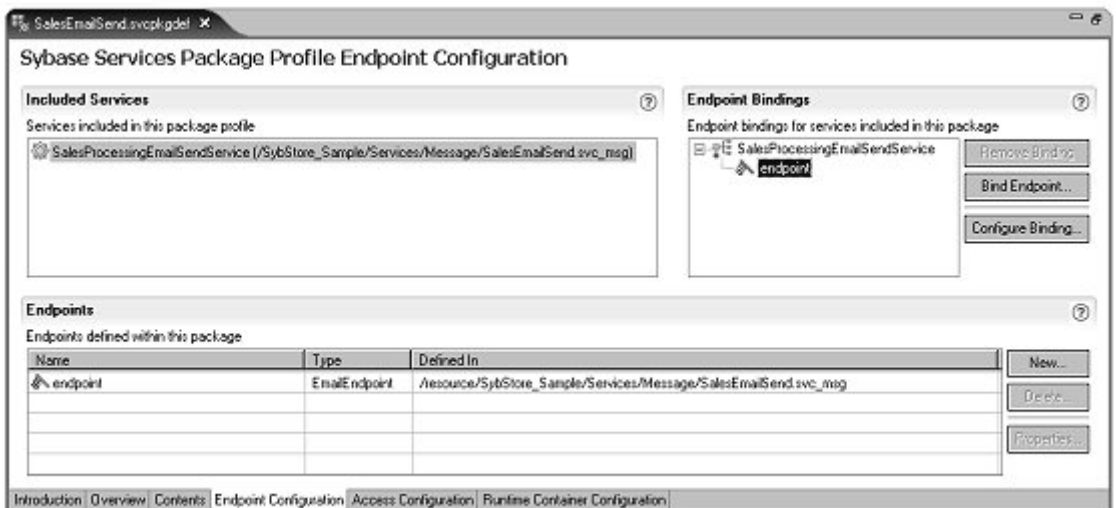 SalesEmailSend.svcpkgdef
Sybase Services Package Profile Endpoint Configuration
Included Services
Services included in this package profile
SalesProcessingEmailSendService [/SybStore_Sample/Services/Message/SalesEmailSend.svc_msg]
Endpoint Bindings
Endpoint bindings for services included in this package
SalesProcessingEmailSendService
endpoint
Remove Binding
Bind Endpoint...
Configure Binding...
Endpoints
Endpoints defined within this package
Name Type Defined In
endpoint EmailEndpoint /resource/SybStore_Sample/Services/Message/SalesEmailSend.svc_msg
New...
Delete...
Properties...
Introduction Overview Contents Endpoint Configuration Access Configuration Runtime Container Configuration